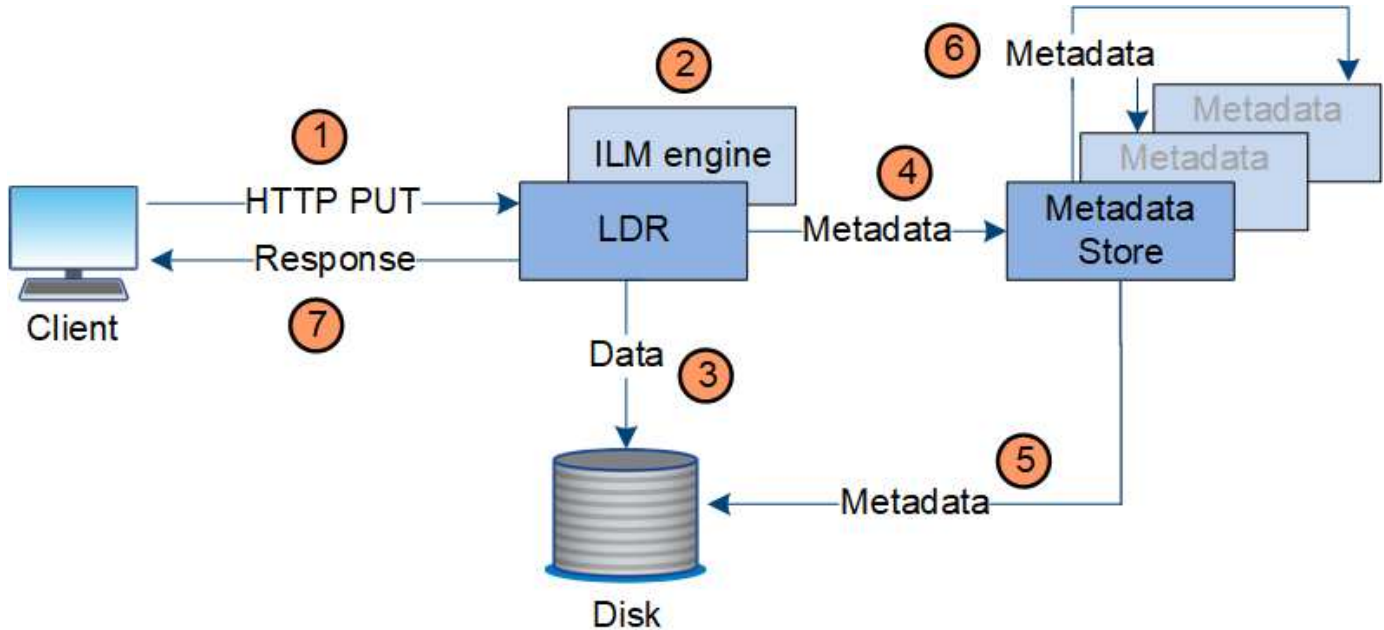 6
Metadata
2
Metadata
1
ILM engine
Metadata
4
HTTP PUT
LDR
Metadata
Metadata
Store
Response
Client
7
Data
3
5
Metadata
Disk